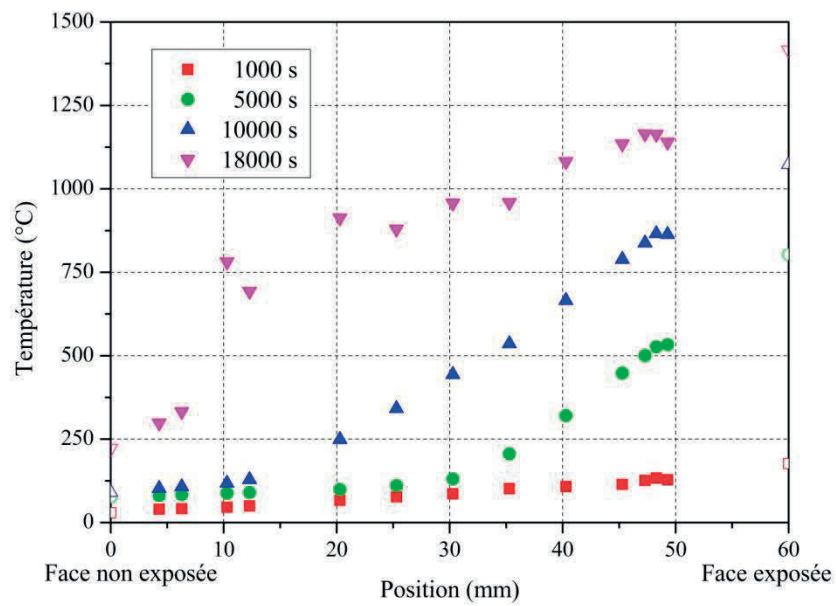 1500
1250
1000
750
500
250
0
Température (°C)
1000 s
5000 s
10000 s
18000 s
0 10 20 30 40 50 60
Face non exposée
Position (mm)
Face exposée